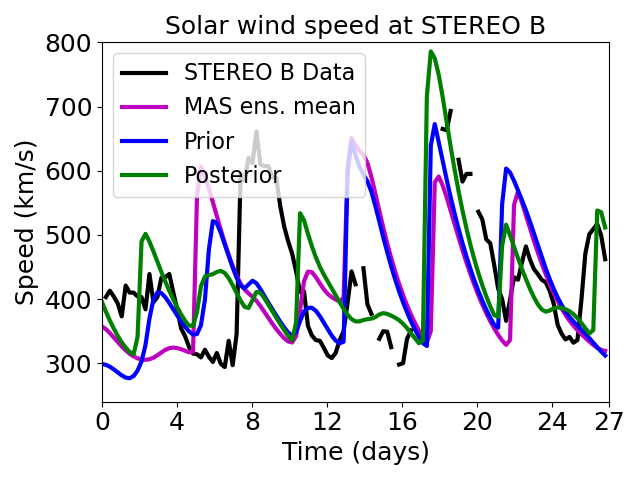 Solar wind speed at STEREO B
800
700
600
500
400
300
Speed (km/s)
STEREO B Data
MAS ens. mean
Prior
Posterior
0 4 8 12 16 20 24 27
Time (days)